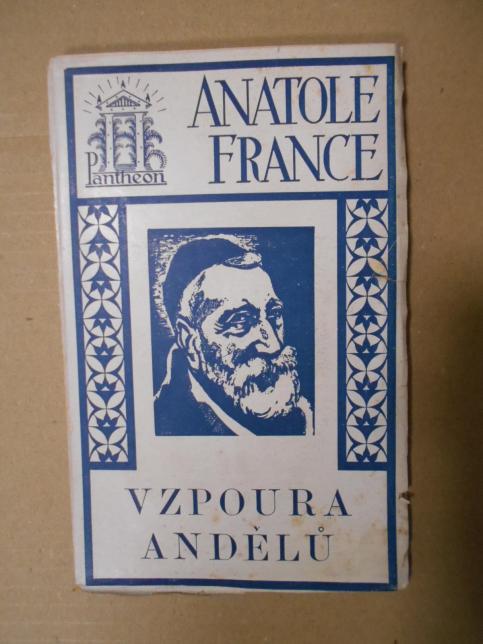 Pantheon
ANATOLE
FRANCE
VZPOURA
ANDĚLŮ